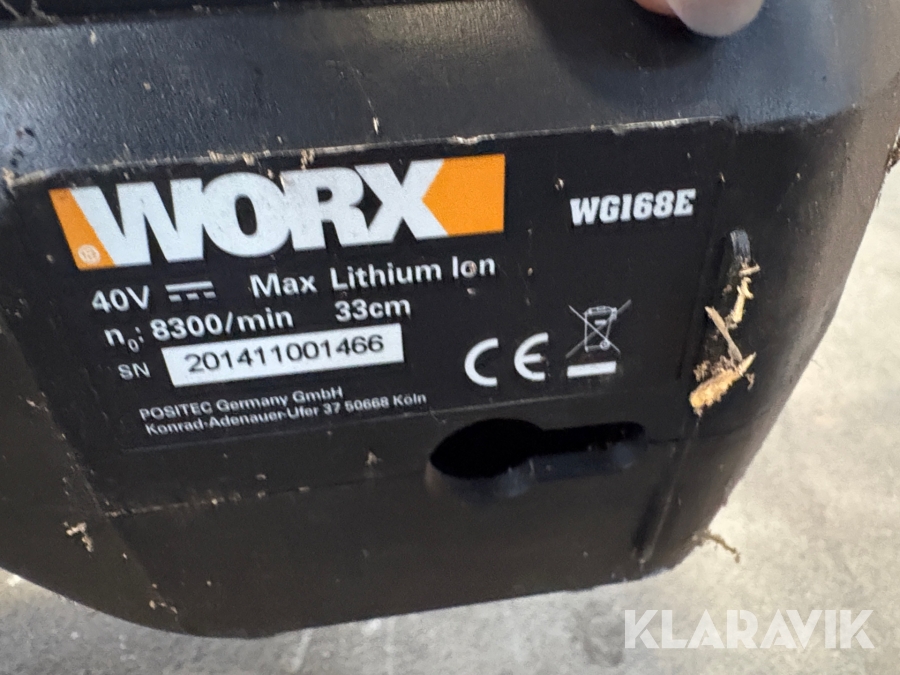 WORX
®
WG168E
40V Max Lithium Ion
n0: 8300/min 33cm
SN 201411001466
CE
POSITEC Germany GmbH
Konrad-Adenauer-Ufer 37 50668 Köln
KLARAVIK